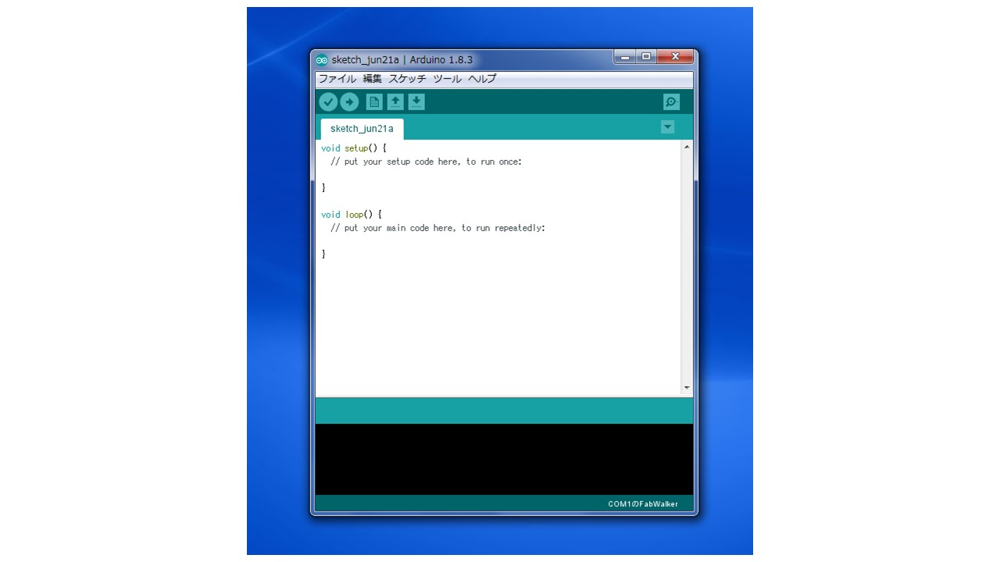 sketch_jun21a | Arduino 1.8.3
ファイル 編集 スケッチ ツール ヘルプ
sketch_jun21a
void setup() {
  // put your setup code here, to run once:
}
void loop() {
  // put your main code here, to run repeatedly:
}
COM1のFabWalker